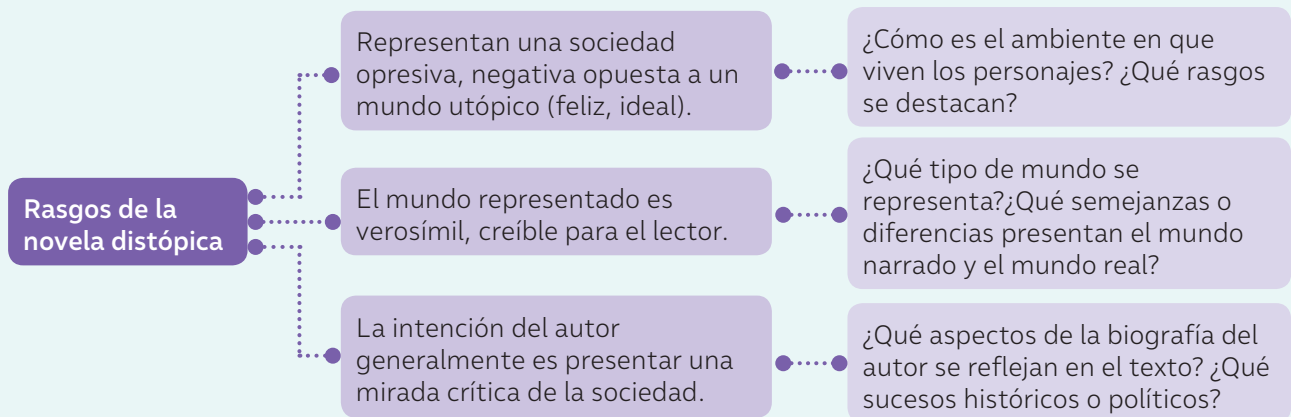 Rasgos de la
novela distópica
Representan una sociedad
opresiva, negativa opuesta a un
mundo utópico (feliz, ideal).
¿Cómo es el ambiente en que
viven los personajes? ¿Qué rasgos
se destacan?
El mundo representado es
verosímil, creíble para el lector.
¿Qué tipo de mundo se
representa?¿Qué semejanzas o
diferencias presentan el mundo
narrado y el mundo real?
La intención del autor
generalmente es presentar una
mirada crítica de la sociedad.
¿Qué aspectos de la biografía del
autor se reflejan en el texto? ¿Qué
sucesos históricos o políticos?